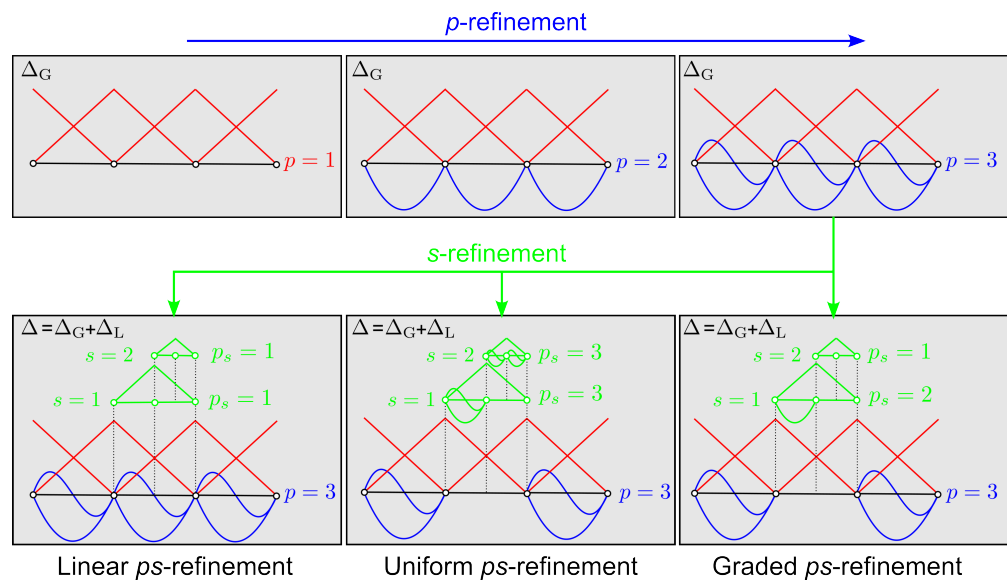 p-refinement
Δ_G
p = 1
Δ_G
p = 2
Δ_G
p = 3
s-refinement
Δ = Δ_G + Δ_L
s = 2
p_s = 1
s = 1
p_s = 1
p = 3
Linear ps-refinement
Δ = Δ_G + Δ_L
s = 2
p_s = 3
s = 1
p_s = 3
p = 3
Uniform ps-refinement
Δ = Δ_G + Δ_L
s = 2
p_s = 1
s = 1
p_s = 2
p = 3
Graded ps-refinement